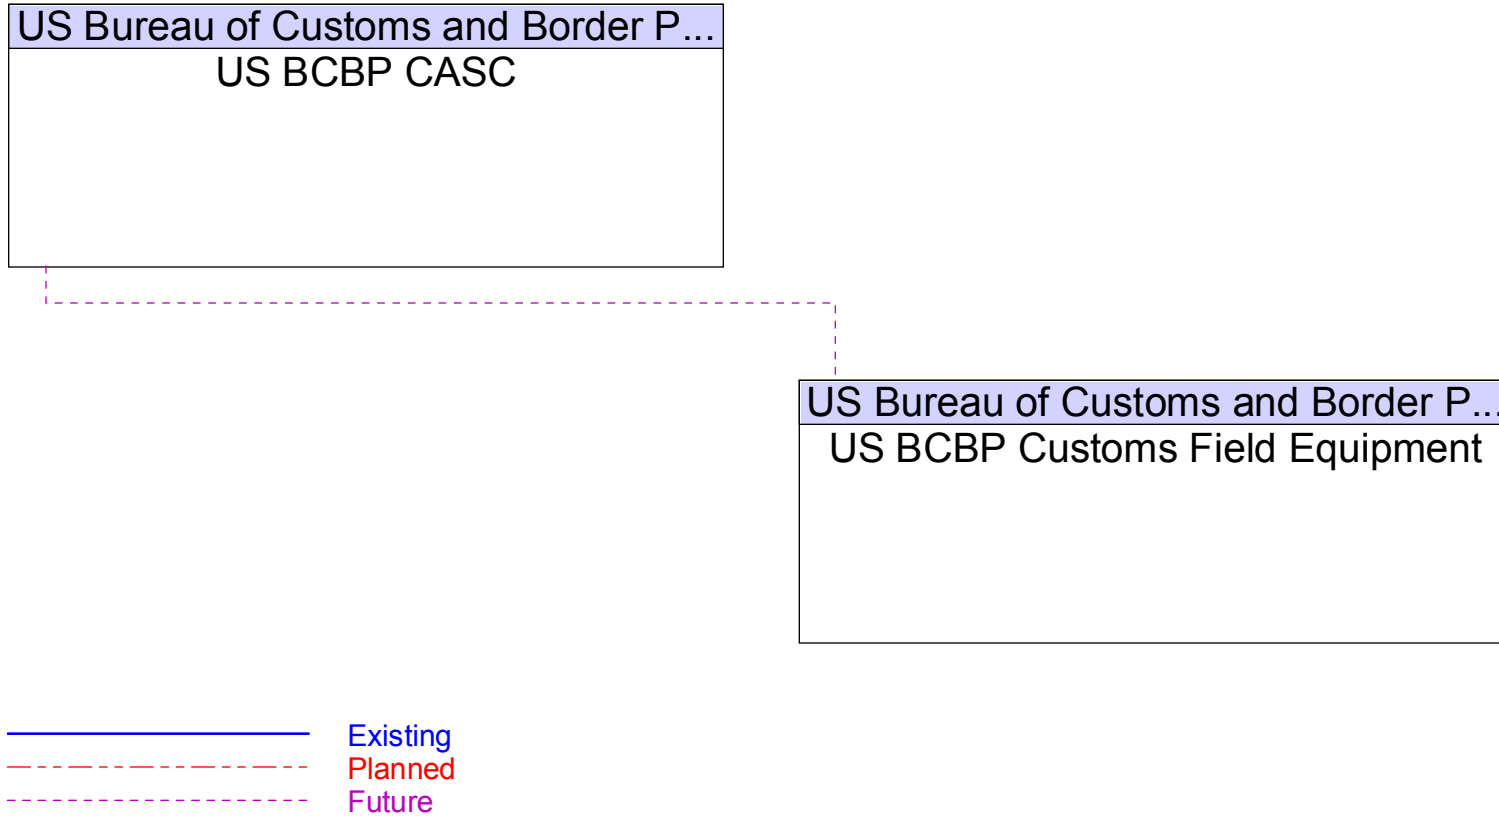 US Bureau of Customs and Border P...
US BCBP CASC
US Bureau of Customs and Border P...
US BCBP Customs Field Equipment
Existing
Planned
Future